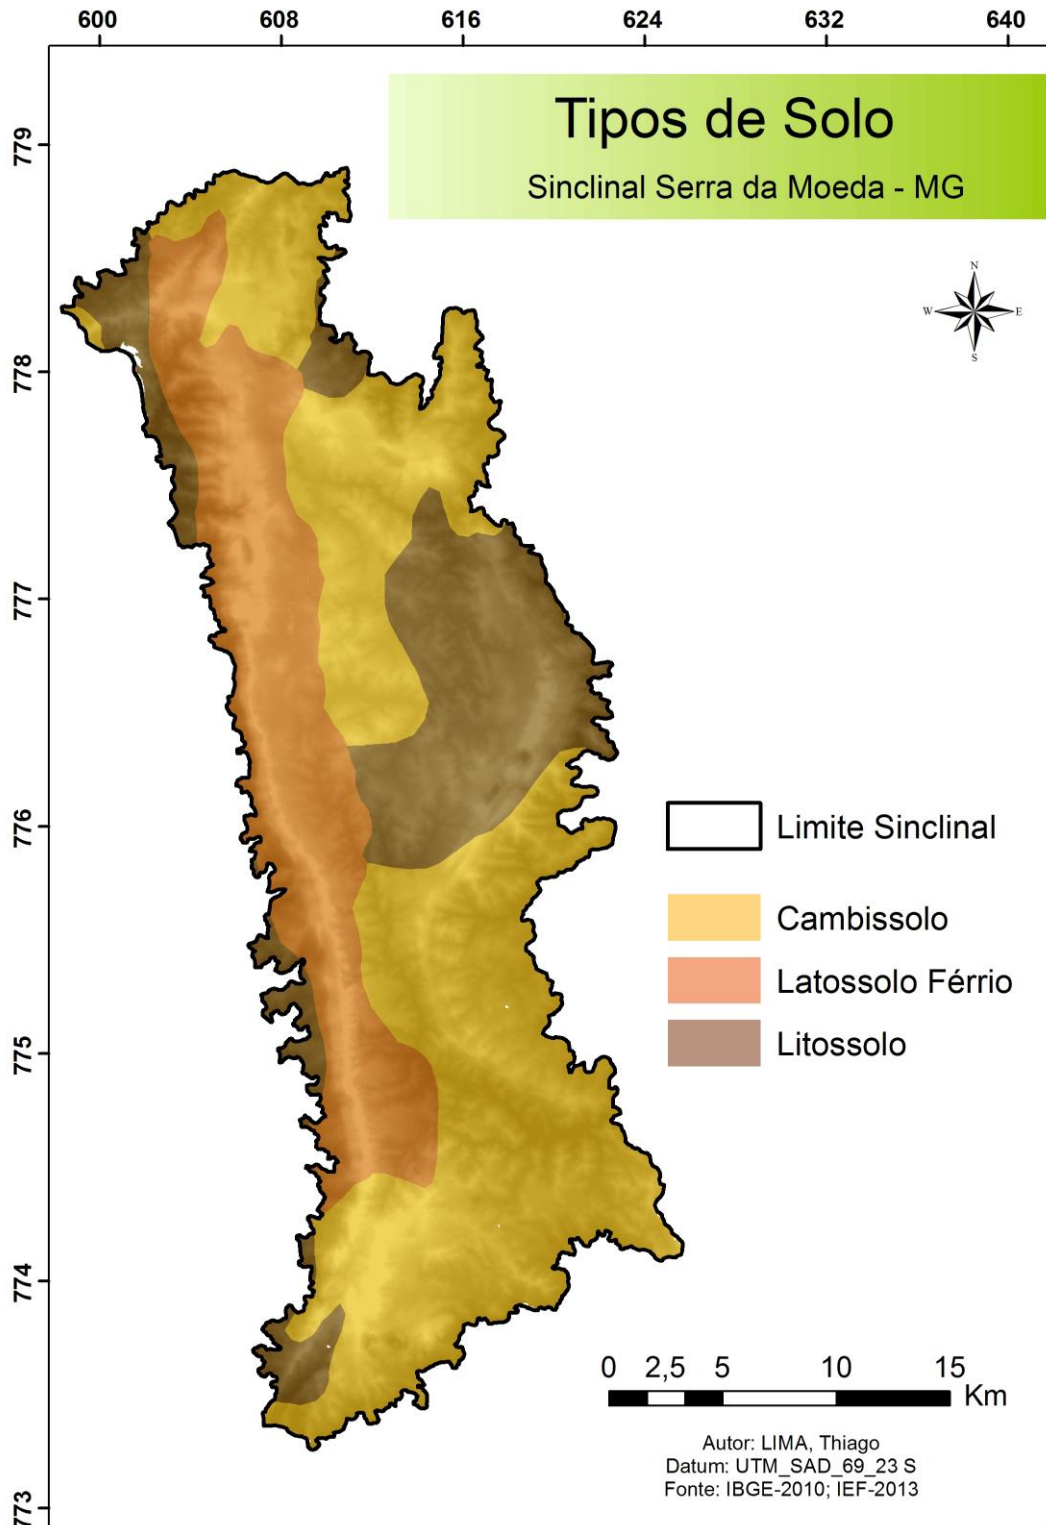 600 608 616 624 632 640
779
778
777
776
775
774
773
Tipos de Solo
Sinclinal Serra da Moeda - MG
N
W E
S
Limite Sinclinal
Cambissolo
Latossolo Férrio
Litossolo
0 2,5 5 10 15
Km
Autor: LIMA, Thiago
Datum: UTM_SAD_69_23 S
Fonte: IBGE-2010; IEF-2013